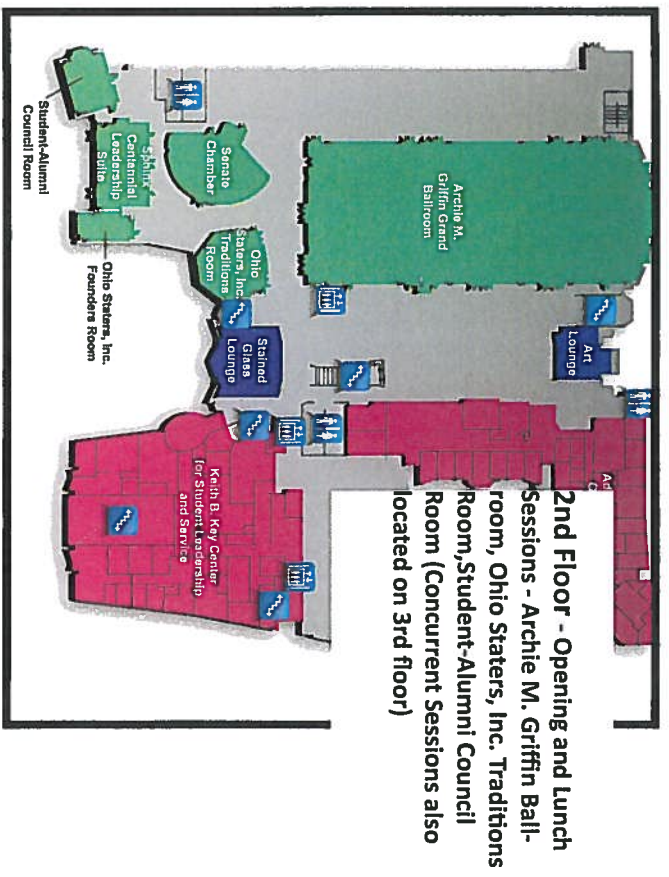 2nd Floor - Opening and Lunch
Sessions - Archie M. Griffin Ball-
room, Ohio Staters, Inc. Traditions
Room,Student-Alumni Council
Room (Concurrent Sessions also
located on 3rd floor)
Archie M.
Griffin Grand
Ballroom
Art
Lounge
Senate
Chamber
Ohio
Staters, Inc.
Traditions
Room
Stained
Glass
Lounge
Sphinx
Centennial
Leadership
Suite
Student-Alumni
Council Room
Ohio Staters, Inc.
Founders Room
Keith B. Key Center
for Student Leadership
and Service